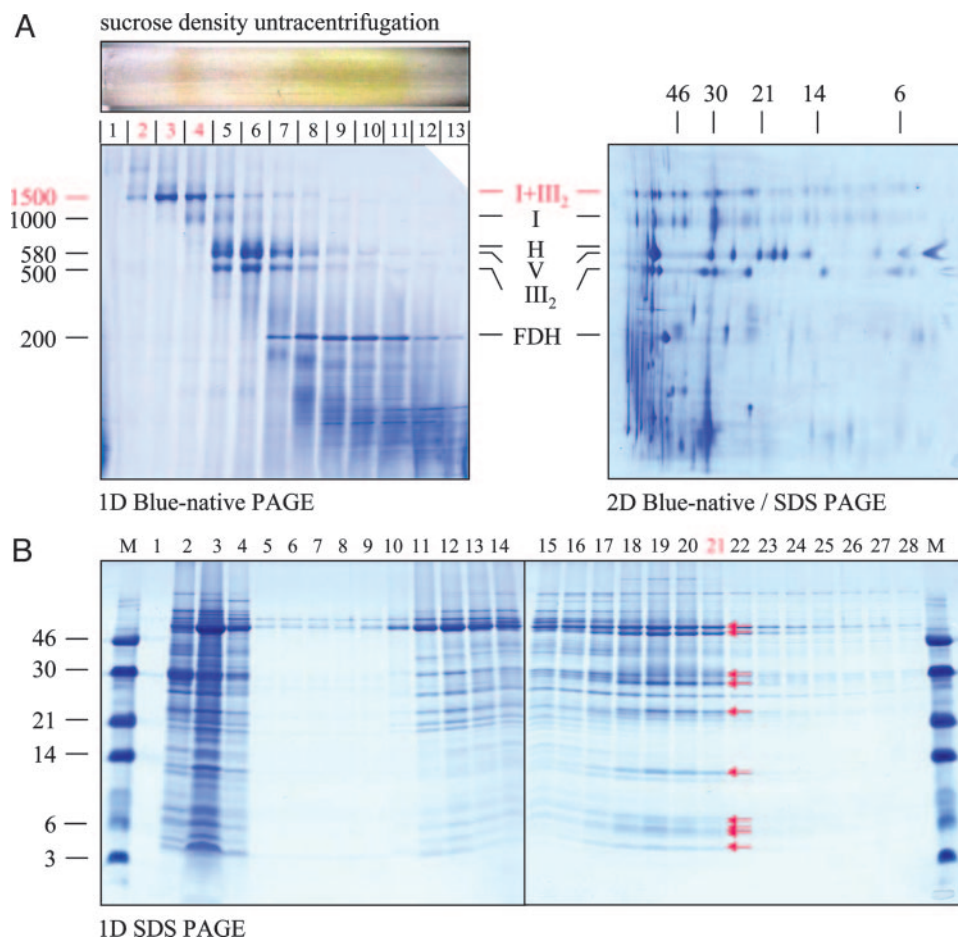 A
sucrose density untracentrifugation
1 2 3 4 5 6 7 8 9 10 11 12 13
46 30 21 14 6
1500 I+III₂
1000 I
580 H
500 V
III₂
200 FDH
1D Blue-native PAGE 2D Blue-native / SDS PAGE
B
M 1 2 3 4 5 6 7 8 9 10 11 12 13 14 15 16 17 18 19 20 21 22 23 24 25 26 27 28 M
46
30
21
14
6
3
1D SDS PAGE